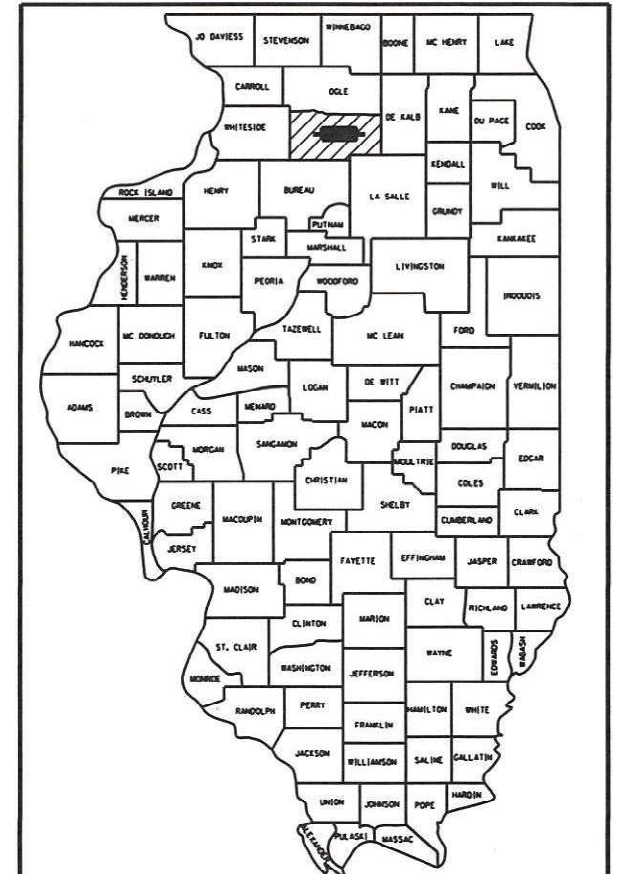 JO DAVIESS
STEVENSON
WINNEBAGO
BOONE
MC HENRY
LAKE
CARROLL
OGLE
DE KALB
KANE
DU PAGE
COOK
WHITESIDE
KENDALL
WILL
ROCK ISLAND
HENRY
BUREAU
LA SALLE
GRUNDY
MERCER
PUTNAM
STARK
MARSHALL
KANKAKEE
HENDERSON
WARREN
KNOX
PEORIA
WOODFORD
LIVINGSTON
IROQUOIS
HANCOCK
MC DONOUGH
FULTON
TAZEWELL
MC LEAN
FORD
SCHUYLER
MASON
LOGAN
DE WITT
CHAMPAIGN
VERMILION
ADAMS
BROWN
CASS
MENARD
MACON
PIATT
PIKE
SCOTT
MORGAN
SANGAMON
CHRISTIAN
MOULTRIE
DOUGLAS
EDGAR
COLES
CALHOUN
GREENE
MACOUPIN
MONTGOMERY
SHELBY
CUMBERLAND
CLARK
JERSEY
FAYETTE
EFFINGHAM
JASPER
CRAWFORD
MADISON
BOND
CLAY
RICHLAND
LAWRENCE
CLINTON
MARION
ST. CLAIR
WASHINGTON
WAYNE
EDWARDS
WABASH
MONROE
JEFFERSON
RANDOLPH
PERRY
HAMILTON
WHITE
FRANKLIN
JACKSON
WILLIAMSON
SALINE
GALLATIN
UNION
JOHNSON
POPE
HARDIN
ALEXANDER
PULASKI
MASSAC